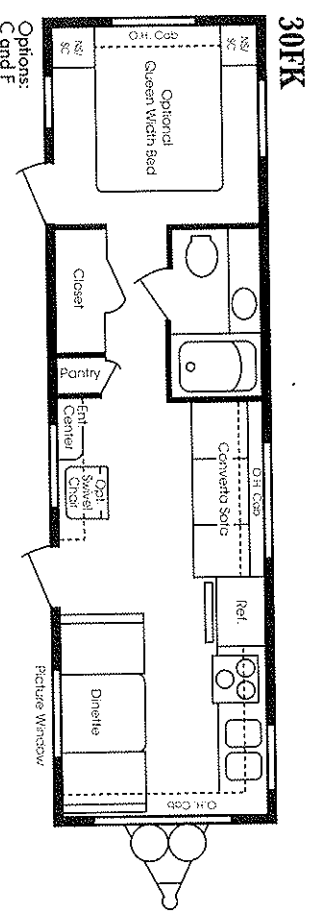 30FK
O.H. Cab
NS/
SC
NS/
SC
Optional
Queen Width Bed
Options:
C and F
Closet
Pantry
Ent.
Center
Opt.
Swivel
Chair
Converta Sofa
O.H. Cab
Ref.
Dinette
Picture Window
O.H. Cab